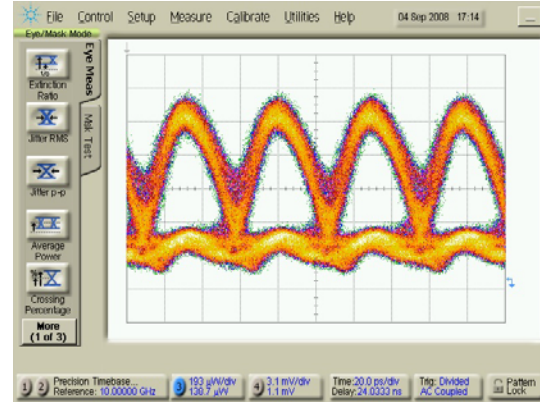 File Control Setup Measure Calibrate Utilities Help 04 Sep 2008 17:14
Eye/Mask Mode
Eye Meas
Msk Test
Extinction
Ratio
Jitter RMS
Jitter p-p
Average
Power
Crossing
Percentage
More
(1 of 3)
1 2 Precision Timebase... 3 193 µW/div 4 3.1 mV/div Time:20.0 ps/div Trig: Divided Pattern
Reference: 10.00000 GHz 138.7 µW 1.1 mV Delay:24.0333 ns AC Coupled Lock